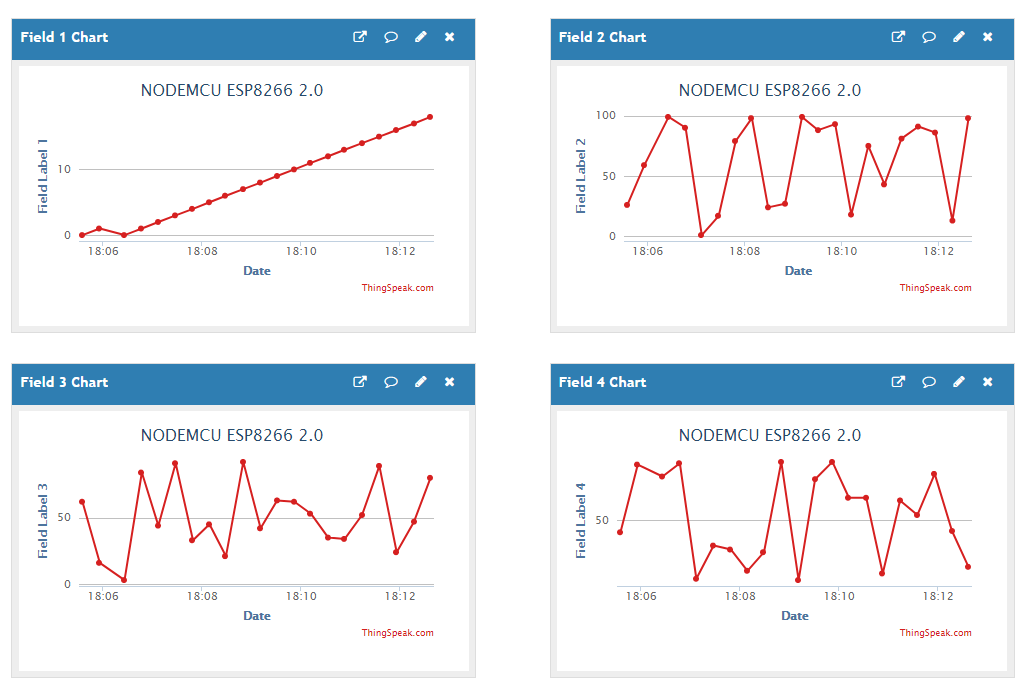 Field 1 Chart
NODEMCU ESP8266 2.0
Field Label 1
10
0
18:06 18:08 18:10 18:12
Date
ThingSpeak.com
Field 2 Chart
NODEMCU ESP8266 2.0
Field Label 2
100
50
0
18:06 18:08 18:10 18:12
Date
ThingSpeak.com
Field 3 Chart
NODEMCU ESP8266 2.0
Field Label 3
50
0
18:06 18:08 18:10 18:12
Date
ThingSpeak.com
Field 4 Chart
NODEMCU ESP8266 2.0
Field Label 4
50
18:06 18:08 18:10 18:12
Date
ThingSpeak.com